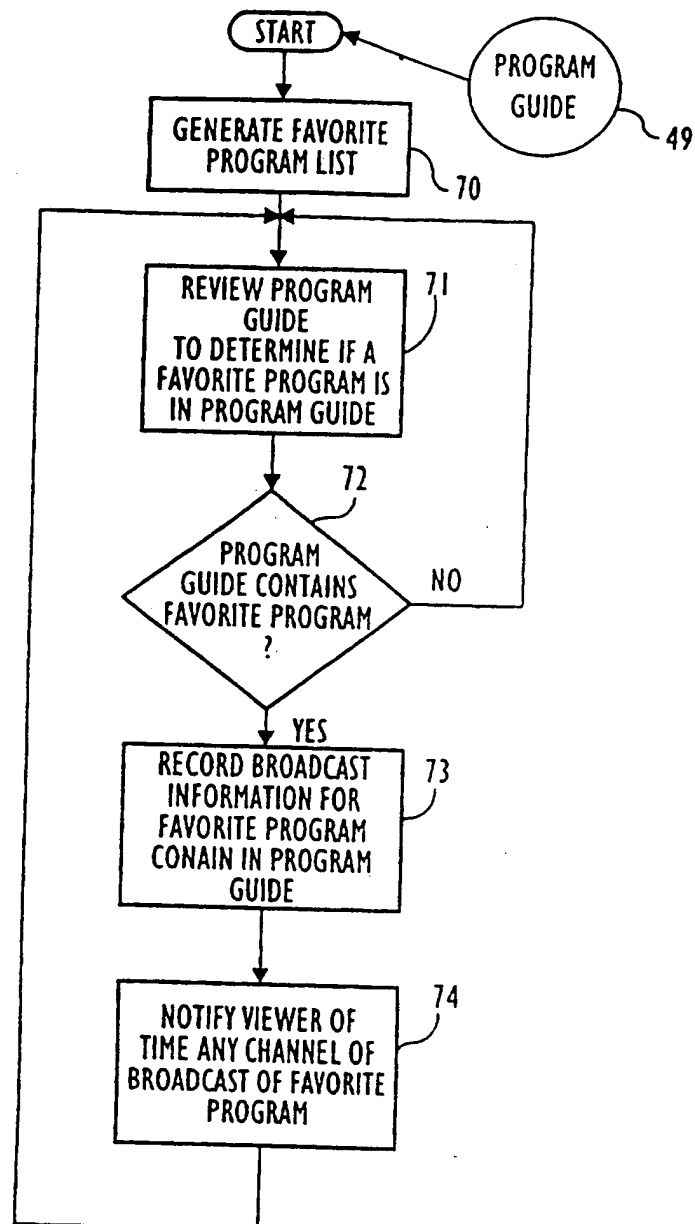 START
PROGRAM
GUIDE
49
GENERATE FAVORITE
PROGRAM LIST
70
REVIEW PROGRAM
GUIDE
TO DETERMINE IF A
FAVORITE PROGRAM IS
IN PROGRAM GUIDE
71
72
PROGRAM
GUIDE CONTAINS
FAVORITE PROGRAM
?
NO
YES
RECORD BROADCAST
INFORMATION FOR
FAVORITE PROGRAM
CONAIN IN PROGRAM
GUIDE
73
NOTIFY VIEWER OF
TIME ANY CHANNEL OF
BROADCAST OF FAVORITE
PROGRAM
74